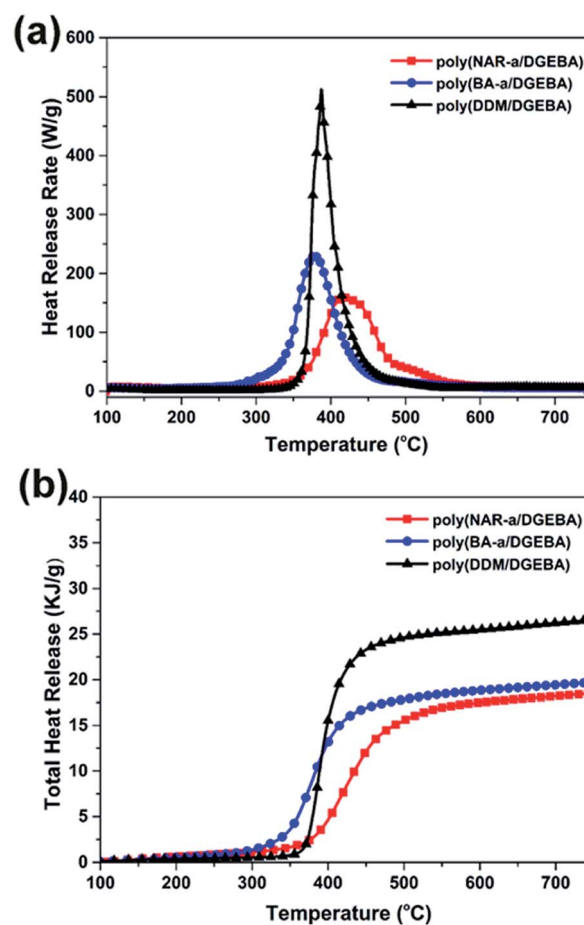 (a)
600
500
400
300
200
100
0
Heat Release Rate (W/g)
poly(NAR-a/DGEBA)
poly(BA-a/DGEBA)
poly(DDM/DGEBA)
100 200 300 400 500 600 700
Temperature (°C)
(b)
40
35
30
25
20
15
10
5
0
Total Heat Release (KJ/g)
poly(NAR-a/DGEBA)
poly(BA-a/DGEBA)
poly(DDM/DGEBA)
100 200 300 400 500 600 700
Temperature (°C)